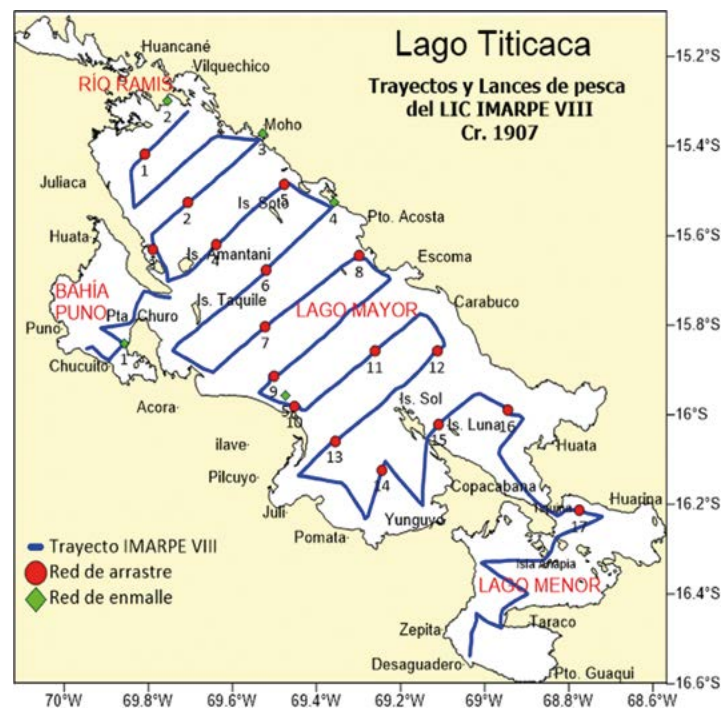 Lago Titicaca
Trayectos y Lances de pesca
del LIC IMARPE VIII
Cr. 1907
Huancané
Vilquechico
RÍO RAMIS
2
Moho
3
1
Juliaca
2
Is. Soto
5
4
Pto. Acosta
Huata
3
Is. Amantani
4
6
8
Escoma
BAHÍA
PUNO
Is. Taquile
LAGO MAYOR
Carabuco
Pta. Churo
Puno
1
7
11
12
Chucuito
9
Acora
5
10
Is. Sol
15
Is. Luna
16
ilave
13
Huata
Pilcuyo
14
Copacabana
Juli
Yunguyo
Pomata
Tiquina
17
Huarina
Isla Anapia
LAGO MENOR
Zepita
Taraco
Desaguadero
Pto. Guaqui
Trayecto IMARPE VIII
Red de arrastre
Red de enmalle
15.2°S
15.4°S
15.6°S
15.8°S
16°S
16.2°S
16.4°S
16.6°S
70°W
69.8°W
69.6°W
69.4°W
69.2°W
69°W
68.8°W
68.6°W